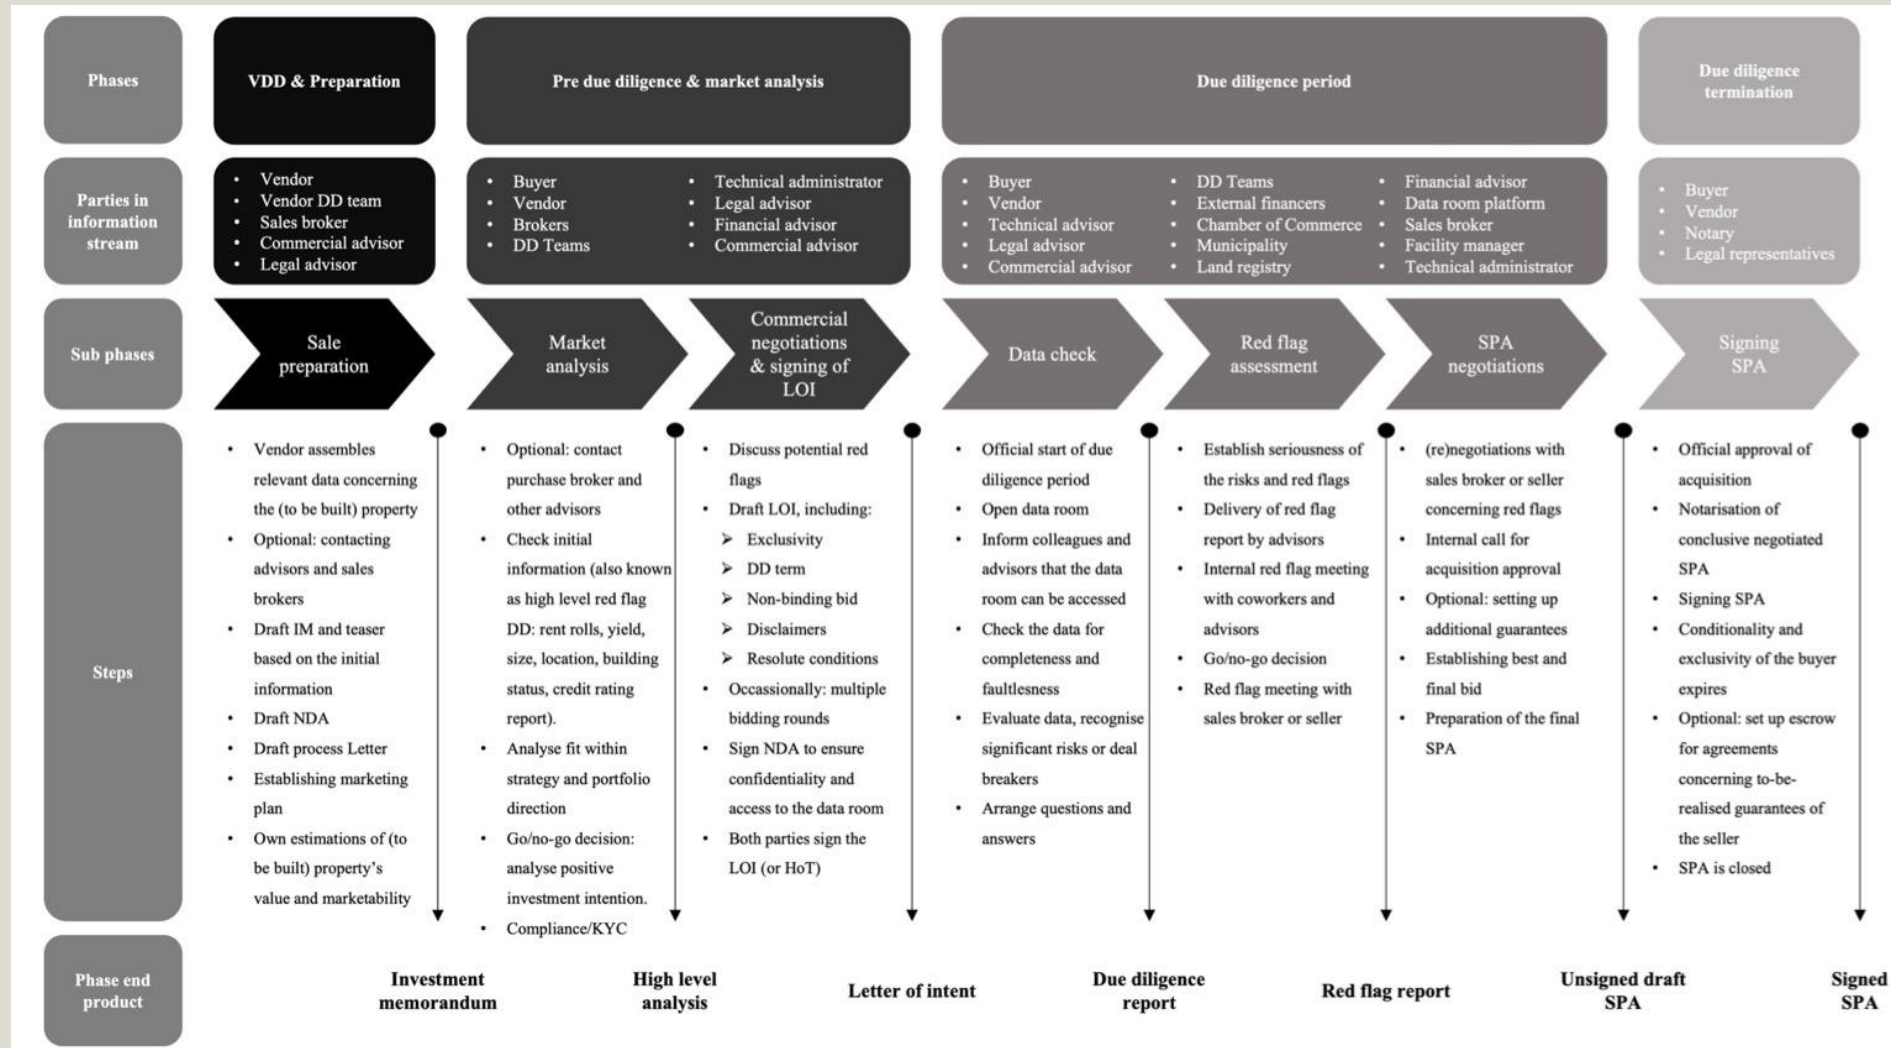 Phases
VDD & Preparation
Pre due diligence & market analysis
Due diligence period
Due diligence
termination
Parties in
information
stream
• Vendor
• Vendor DD team
• Sales broker
• Commercial advisor
• Legal advisor
• Buyer
• Vendor
• Brokers
• DD Teams
• Technical administrator
• Legal advisor
• Financial advisor
• Commercial advisor
• Buyer
• Vendor
• Technical advisor
• Legal advisor
• Commercial advisor
• DD Teams
• External financers
• Chamber of Commerce
• Municipality
• Land registry
• Financial advisor
• Data room platform
• Sales broker
• Facility manager
• Technical administrator
• Buyer
• Vendor
• Notary
• Legal representatives
Sub phases
Sale
preparation
Market
analysis
Commercial
negotiations
& signing of
LOI
Data check
Red flag
assessment
SPA
negotiations
Signing
SPA
Steps
• Vendor assembles
relevant data concerning
the (to be built) property
• Optional: contacting
advisors and sales
brokers
• Draft IM and teaser
based on the initial
information
• Draft NDA
• Draft process Letter
• Establishing marketing
plan
• Own estimations of (to
be built) property's
value and marketability
• Optional: contact
purchase broker and
other advisors
• Check initial
information (also known
as high level red flag
DD: rent rolls, yield,
size, location, building
status, credit rating
report).
• Analyse fit within
strategy and portfolio
direction
• Go/no-go decision:
analyse positive
investment intention.
• Compliance/KYC
• Discuss potential red
flags
• Draft LOI, including:
➢ Exclusivity
➢ DD term
➢ Non-binding bid
➢ Disclaimers
➢ Resolute conditions
• Occassionally: multiple
bidding rounds
• Sign NDA to ensure
confidentiality and
access to the data room
• Both parties sign the
LOI (or HoT)
• Official start of due
diligence period
• Open data room
• Inform colleagues and
advisors that the data
room can be accessed
• Check the data for
completeness and
faultlesness
• Evaluate data, recognise
significant risks or deal
breakers
• Arrange questions and
answers
• Establish seriousness of
the risks and red flags
• Delivery of red flag
report by advisors
• Internal red flag meeting
with coworkers and
advisors
• Go/no-go decision
• Red flag meeting with
sales broker or seller
• (re)negotiations with
sales broker or seller
concerning red flags
• Internal call for
acquisition approval
• Optional: setting up
additional guarantees
• Establishing best and
final bid
• Preparation of the final
SPA
• Official approval of
acquisition
• Notarisation of
conclusive negotiated
SPA
• Signing SPA
• Conditionality and
exclusivity of the buyer
expires
• Optional: set up escrow
for agreements
concerning to-be-
realised guarantees of
the seller
• SPA is closed
Phase end
product
Investment
memorandum
High level
analysis
Letter of intent
Due diligence
report
Red flag report
Unsigned draft
SPA
Signed
SPA